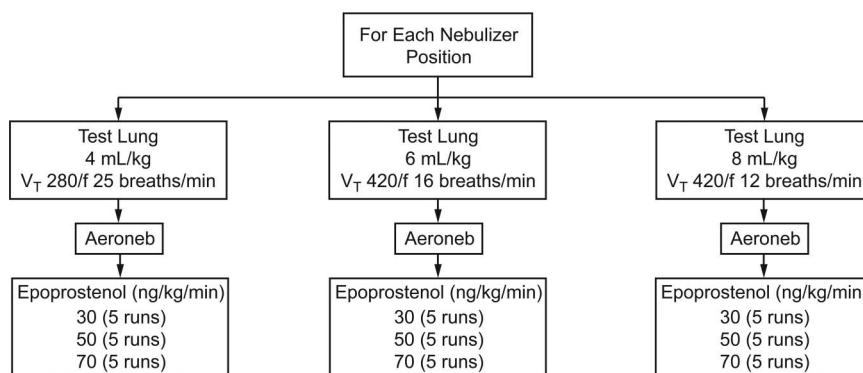 For Each Nebulizer
Position
Test Lung
4 mL/kg
V_T 280/f 25 breaths/min
Test Lung
6 mL/kg
V_T 420/f 16 breaths/min
Test Lung
8 mL/kg
V_T 420/f 12 breaths/min
Aeroneb
Aeroneb
Aeroneb
Epoprostenol (ng/kg/min)
30 (5 runs)
50 (5 runs)
70 (5 runs)
Epoprostenol (ng/kg/min)
30 (5 runs)
50 (5 runs)
70 (5 runs)
Epoprostenol (ng/kg/min)
30 (5 runs)
50 (5 runs)
70 (5 runs)